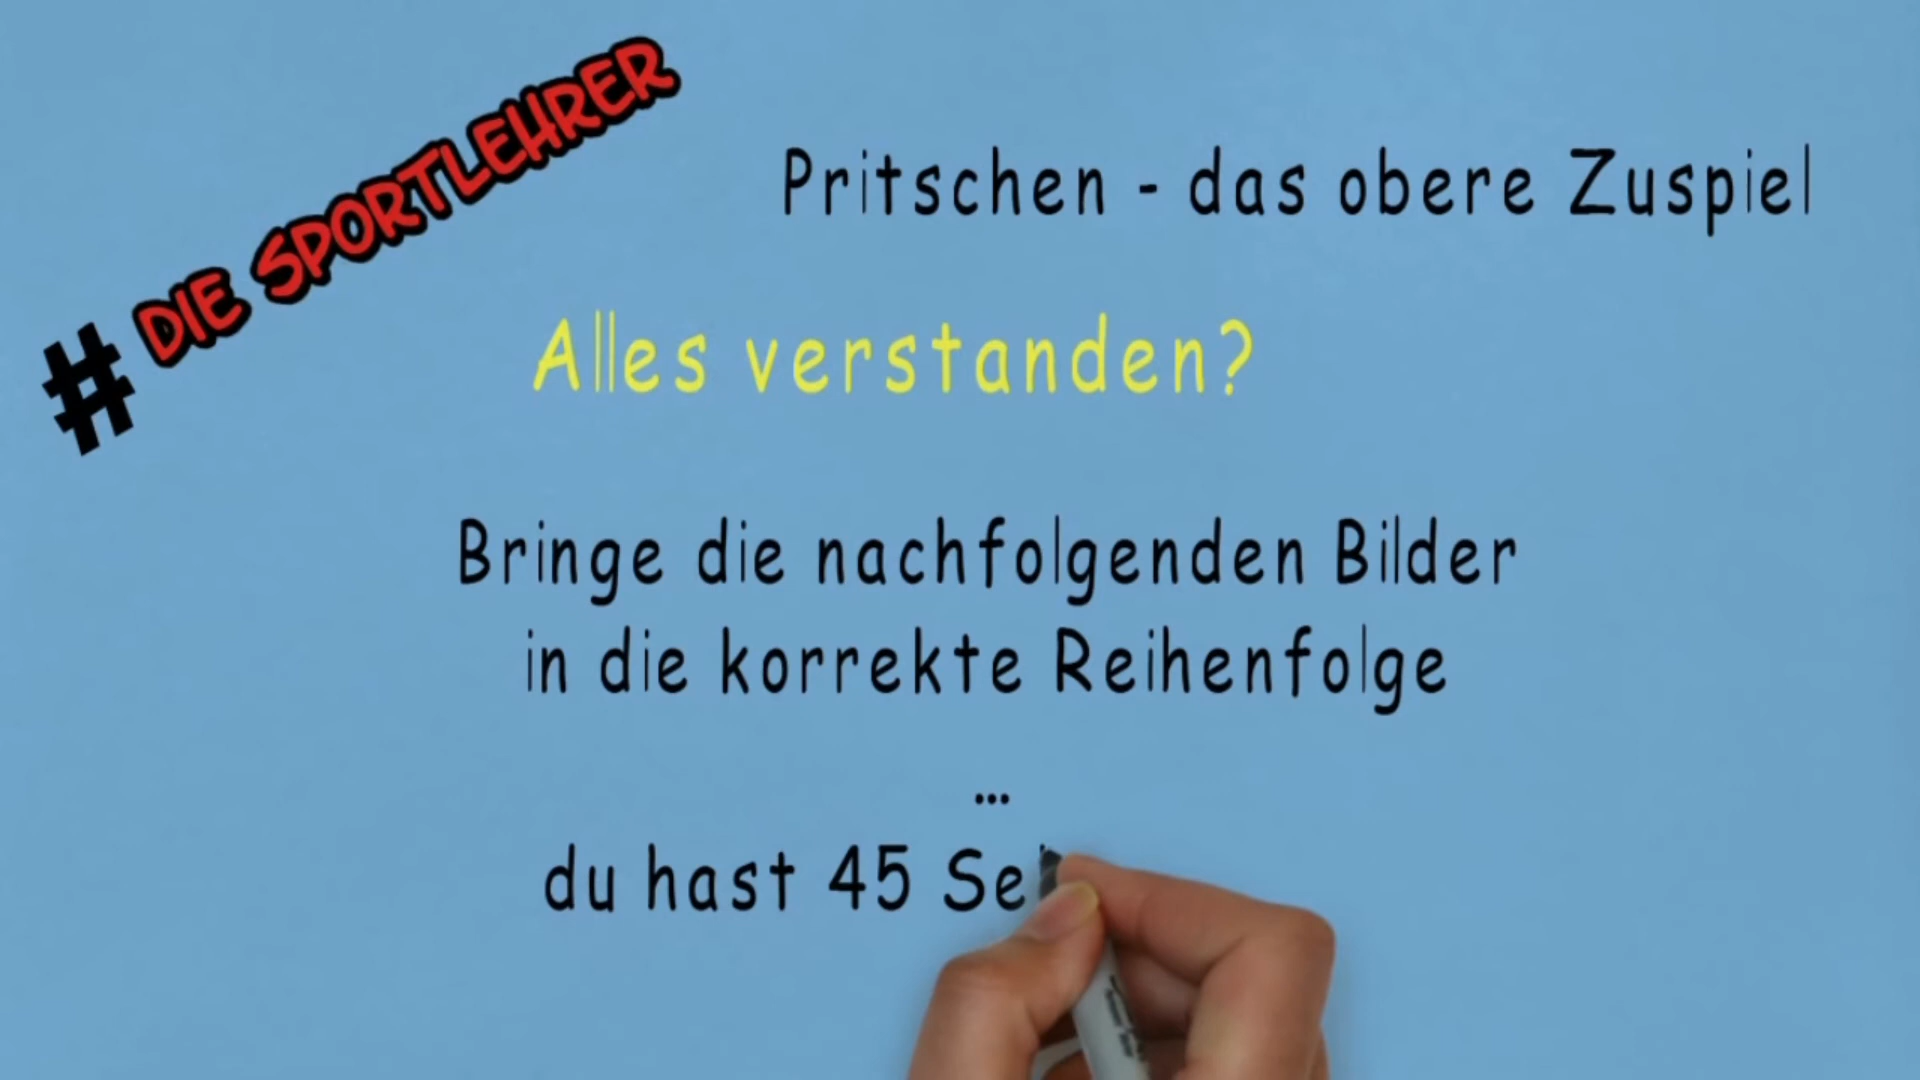 # DIE SPORTLEHRER
Pritschen - das obere Zuspiel
Alles verstanden?
Bringe die nachfolgenden Bilder
in die korrekte Reihenfolge
...
du hast 45 Se